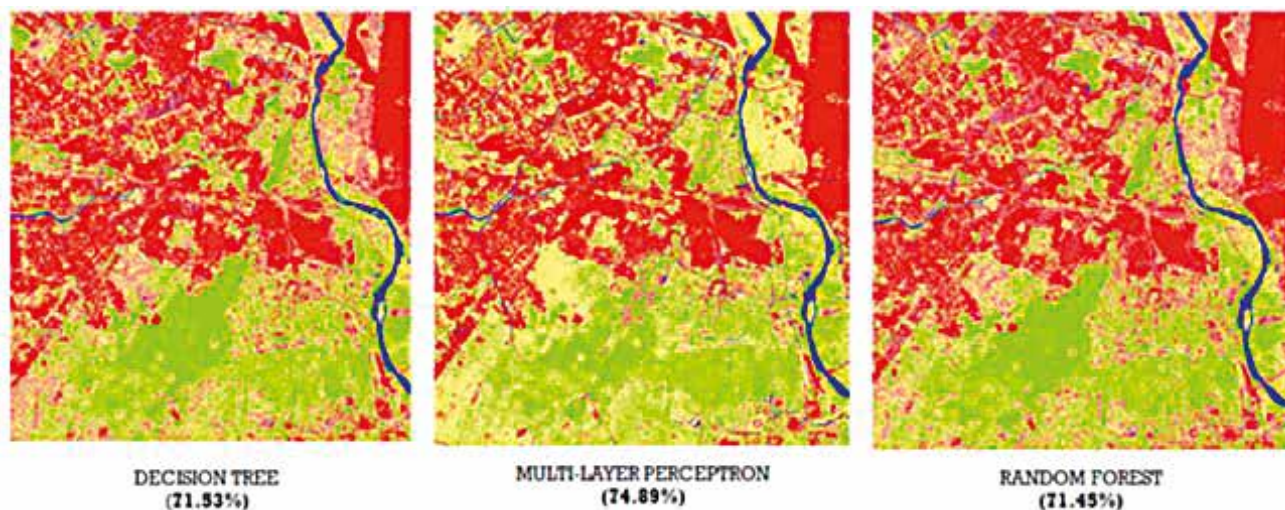 DECISION TREE
(71.53%)
MULTI-LAYER PERCEPTRON
(74.89%)
RANDOM FOREST
(71.45%)